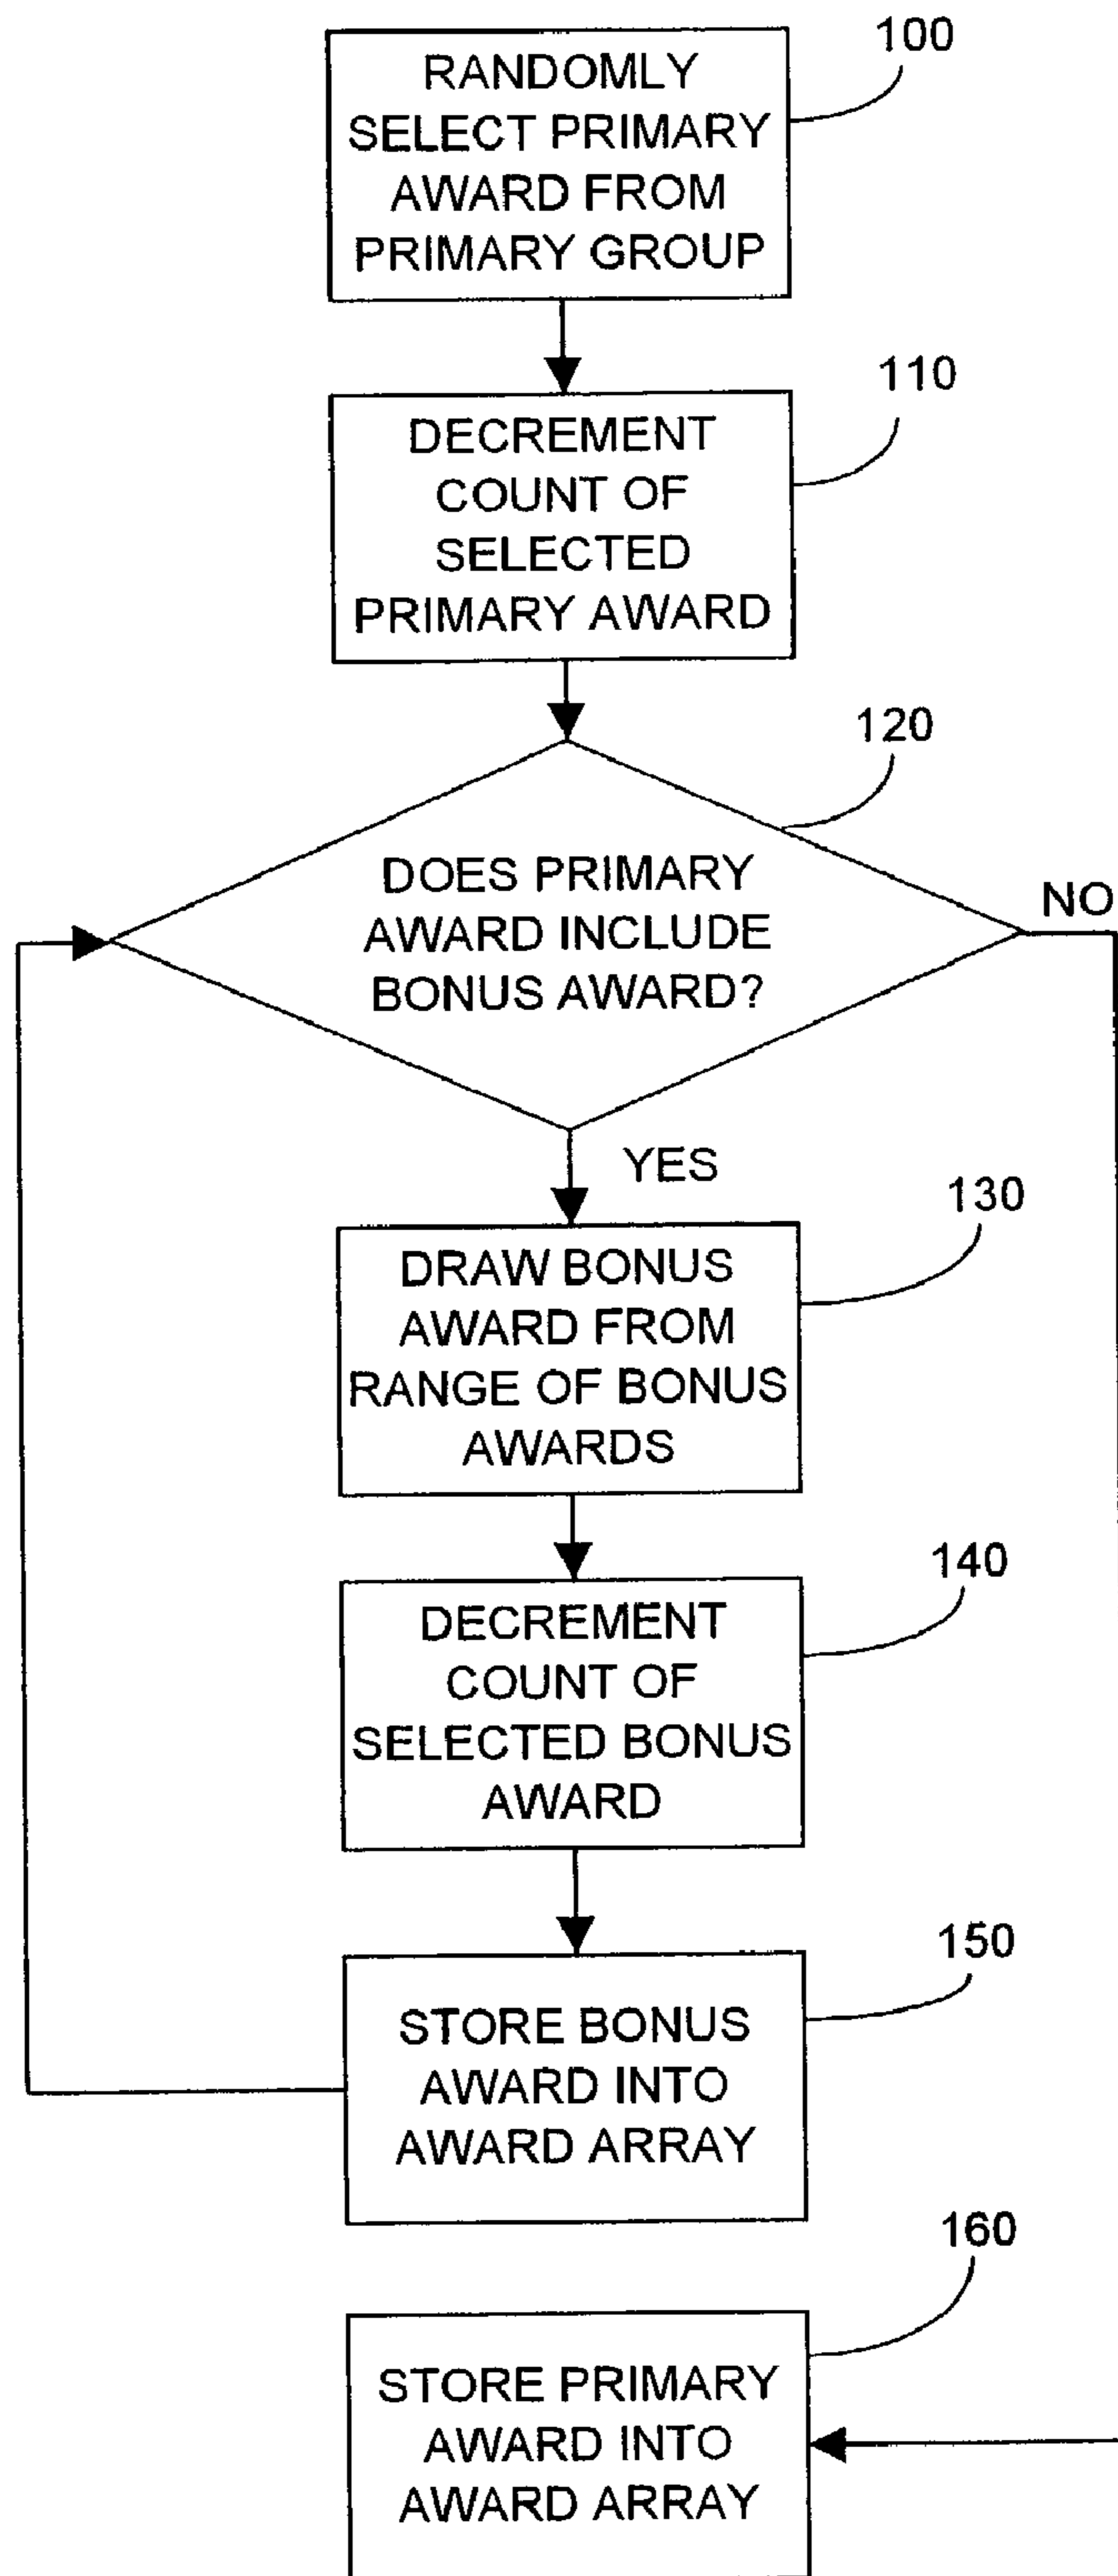 100
RANDOMLY
SELECT PRIMARY
AWARD FROM
PRIMARY GROUP
110
DECREMENT
COUNT OF
SELECTED
PRIMARY AWARD
120
DOES PRIMARY
AWARD INCLUDE
BONUS AWARD?
NO
YES
130
DRAW BONUS
AWARD FROM
RANGE OF BONUS
AWARDS
140
DECREMENT
COUNT OF
SELECTED BONUS
AWARD
150
STORE BONUS
AWARD INTO
AWARD ARRAY
160
STORE PRIMARY
AWARD INTO
AWARD ARRAY